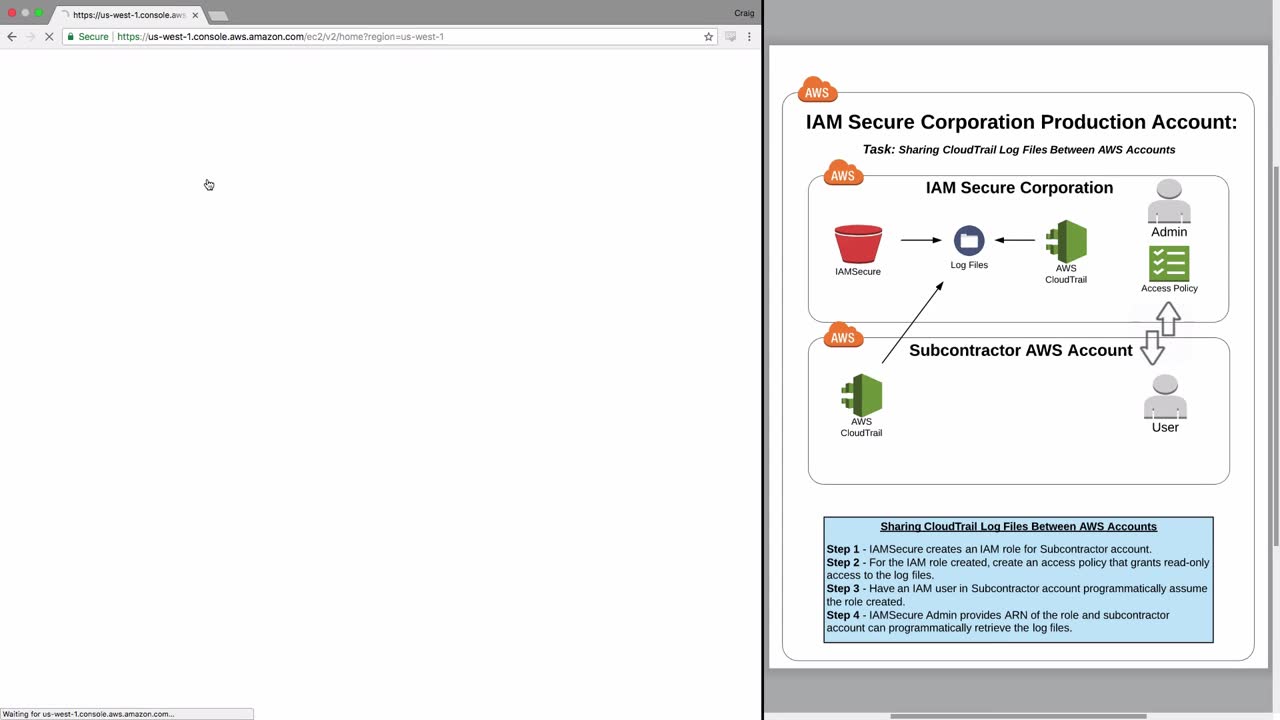 https://us-west-1.console.aws
Craig
Secure | https://us-west-1.console.aws.amazon.com/ec2/v2/home?region=us-west-1
Waiting for us-west-1.console.aws.amazon.com...
AWS
IAM Secure Corporation Production Account:
Task: Sharing CloudTrail Log Files Between AWS Accounts
AWS
IAM Secure Corporation
Admin
IAMSecure
Log Files
AWS
CloudTrail
Access Policy
AWS
Subcontractor AWS Account
AWS
CloudTrail
User
Sharing CloudTrail Log Files Between AWS Accounts
Step 1 - IAMSecure creates an IAM role for Subcontractor account.
Step 2 - For the IAM role created, create an access policy that grants read-only
access to the log files.
Step 3 - Have an IAM user in Subcontractor account programmatically assume
the role created.
Step 4 - IAMSecure Admin provides ARN of the role and subcontractor
account can programmatically retrieve the log files.